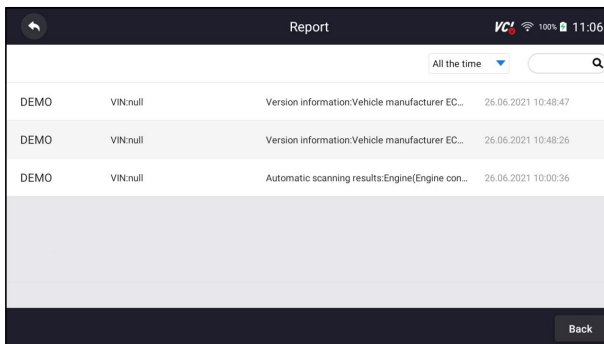 Report VCI 100% 11:06
All the time
DEMO VIN:null Version information:Vehicle manufacturer EC... 26.06.2021 10:48:47
DEMO VIN:null Version information:Vehicle manufacturer EC... 26.06.2021 10:48:26
DEMO VIN:null Automatic scanning results:Engine(Engine con... 26.06.2021 10:00:36
Back